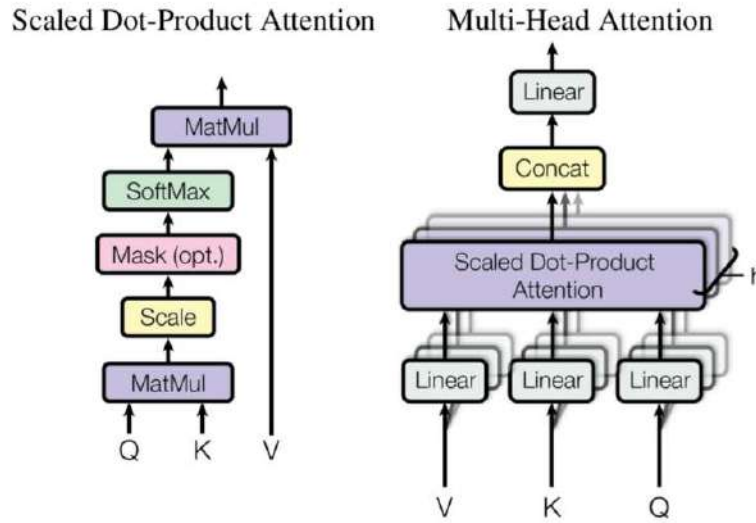 Scaled Dot-Product Attention
MatMul
SoftMax
Mask (opt.)
Scale
MatMul
Q K V
Multi-Head Attention
Linear
Concat
Scaled Dot-Product
Attention
Linear Linear Linear
V K Q